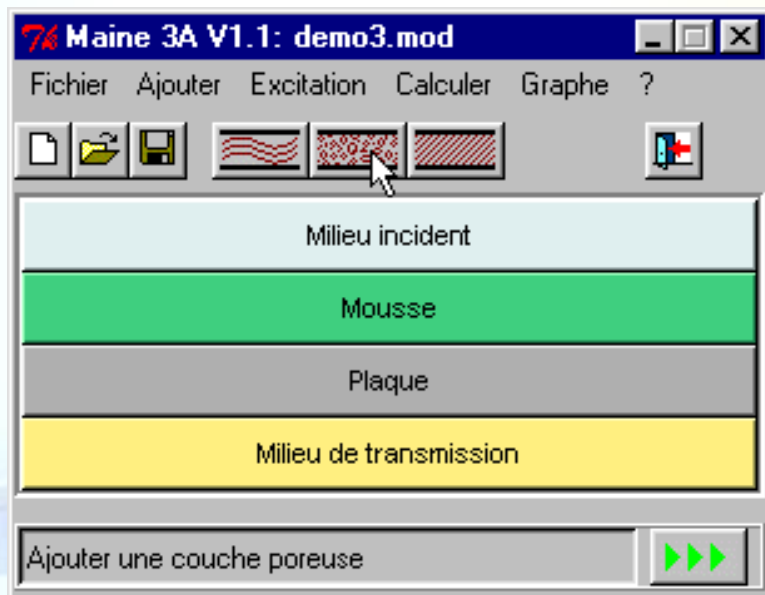 Maine 3A V1.1: demo3.mod
Fichier Ajouter Excitation Calculer Graphe ?
Milieu incident
Mousse
Plaque
Milieu de transmission
Ajouter une couche poreuse